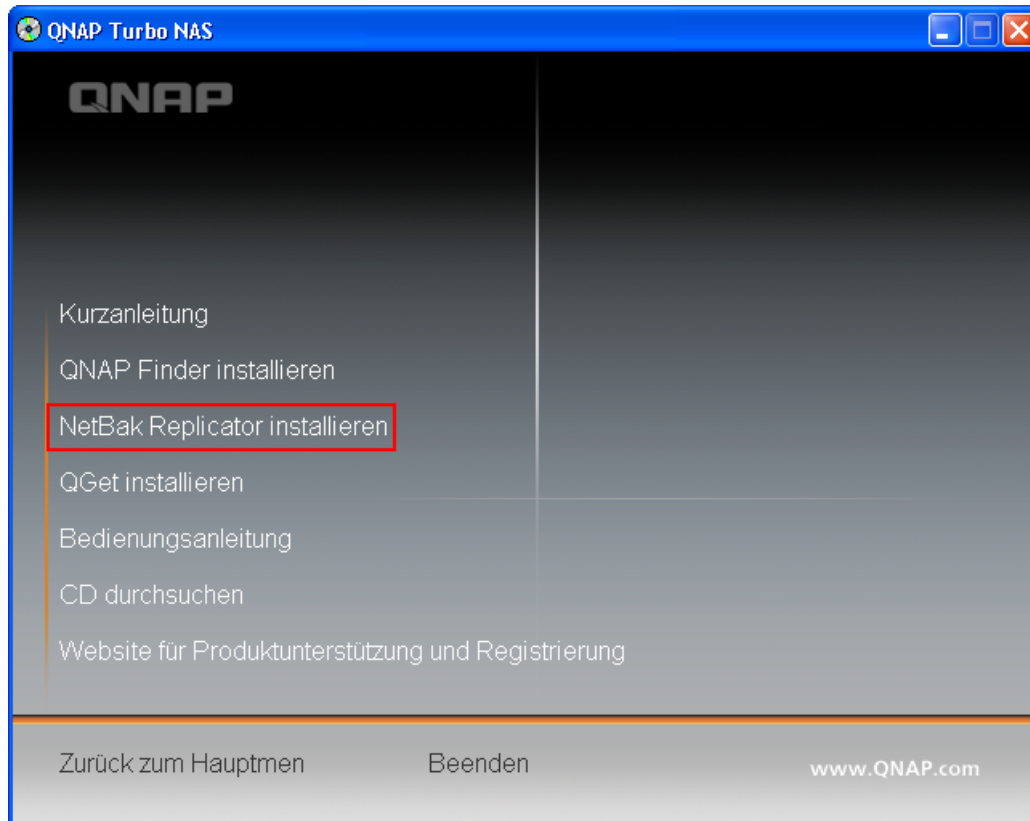 QNAP Turbo NAS
QNAP
Kurzanleitung
QNAP Finder installieren
NetBak Replicator installieren
QGet installieren
Bedienungsanleitung
CD durchsuchen
Website für Produktunterstützung und Registrierung
Zurück zum Hauptmen
Beenden
www.QNAP.com